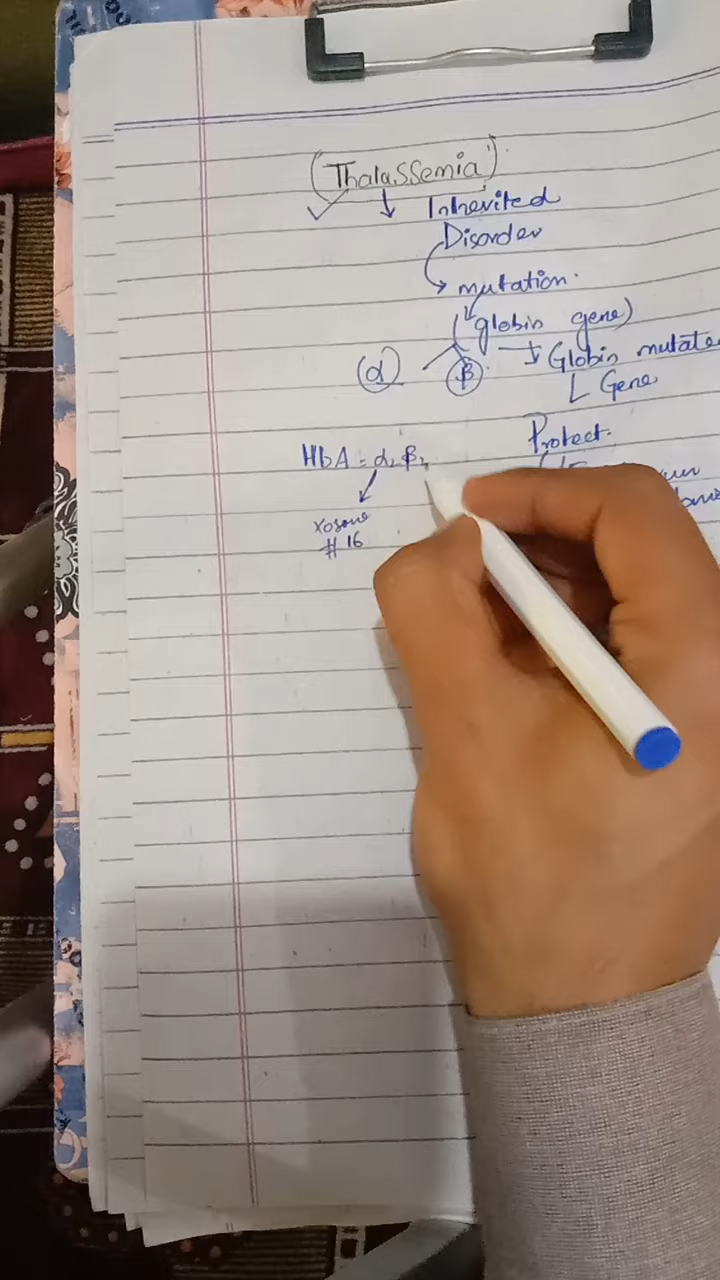 (Thalassemia)
Inherited
Disorder
mutation.
(globin gene)
α β Globin mutate
Gene
Protect.
HbA = α₂ β₂
Xosome
# 16